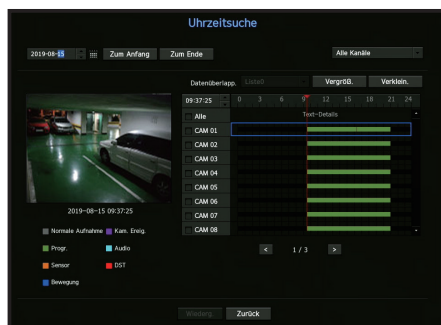 Uhrzeitsuche
2019-08-15 Zum Anfang Zum Ende Alle Kanäle
Datenüberlapp. Liste0 Vergröß. Verklein.
09:37:25 0 3 6 9 12 15 18 21 24
Alle Text-Details
CAM 01
CAM 02
CAM 03
CAM 04
CAM 05
CAM 06
CAM 07
CAM 08
2019-08-15 09:37:25
Normale Aufnahme Kam. Ereig.
Progr. Audio
Sensor DST
Bewegung
< 1 / 3 >
Wiederg. Zurück